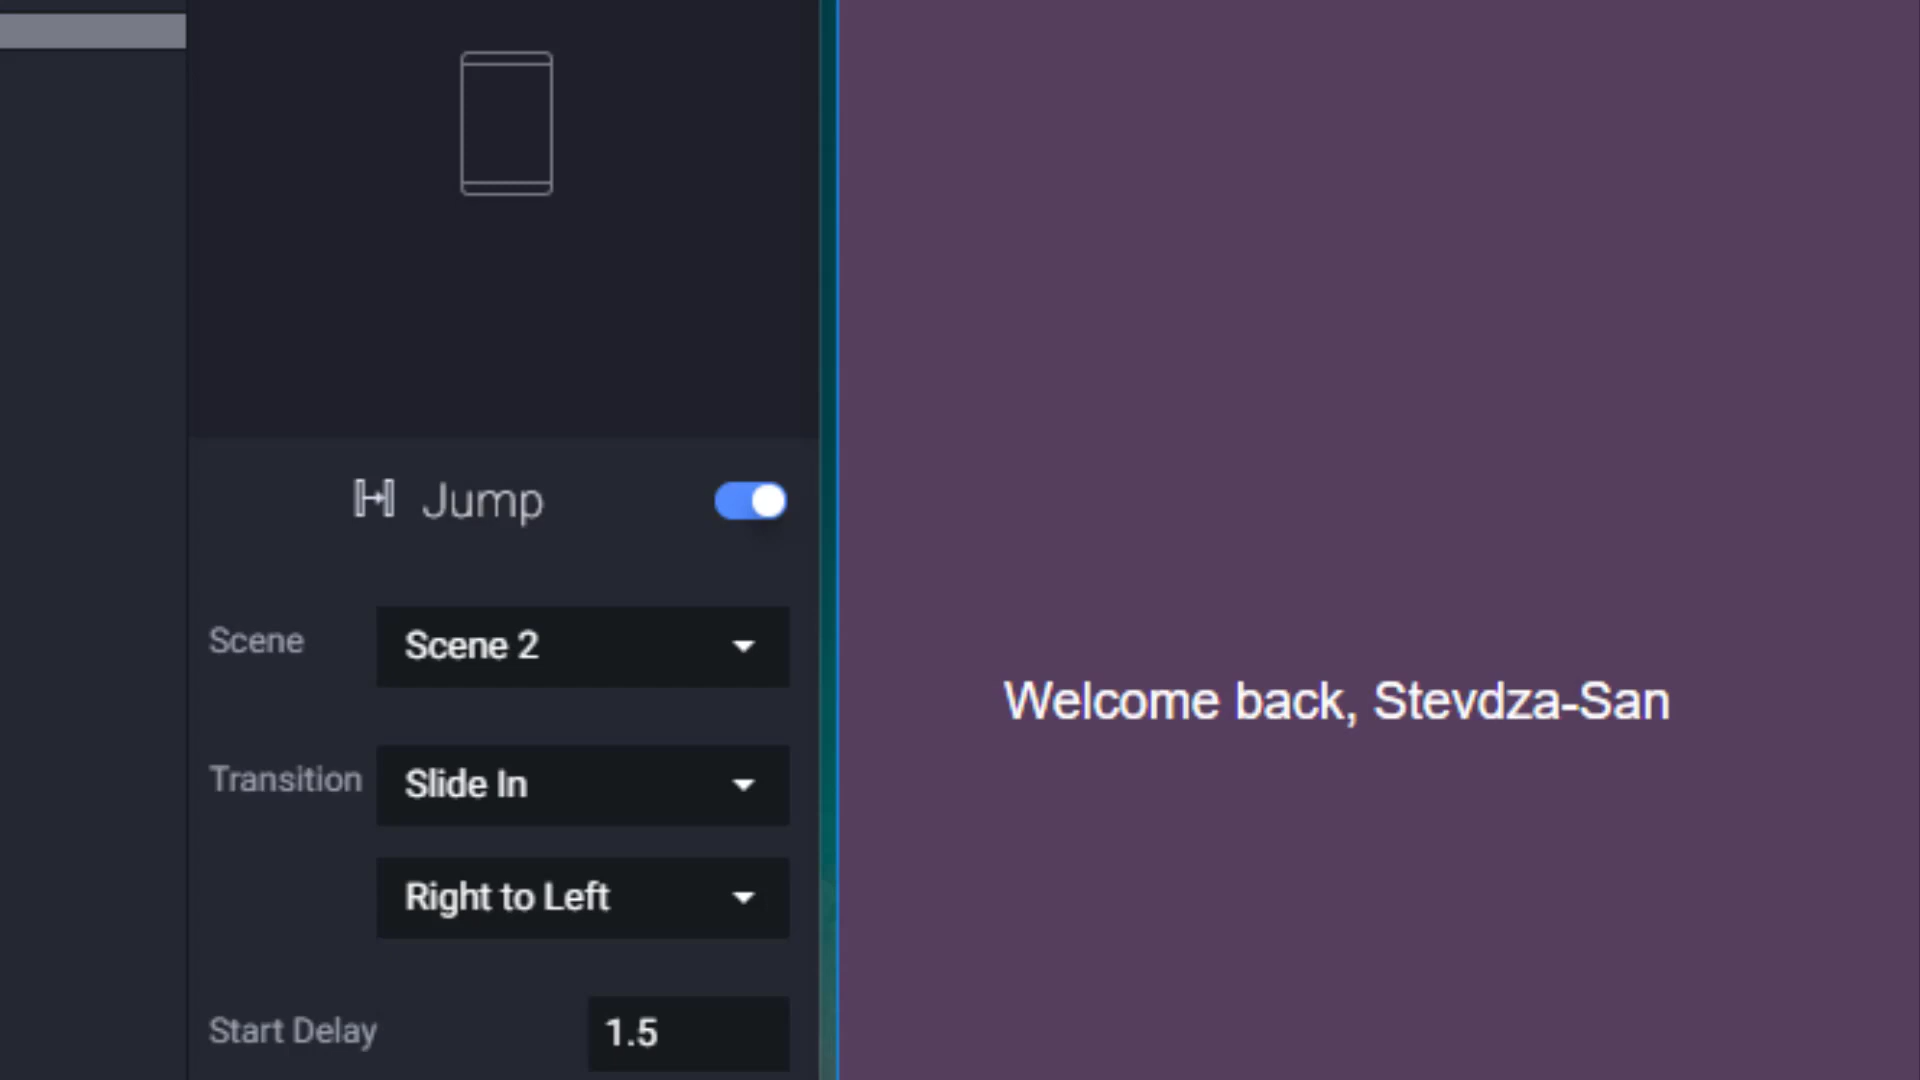 Jump
Scene
Scene 2
Transition
Slide In
Right to Left
Start Delay
1.5
Welcome back, Stevdza-San